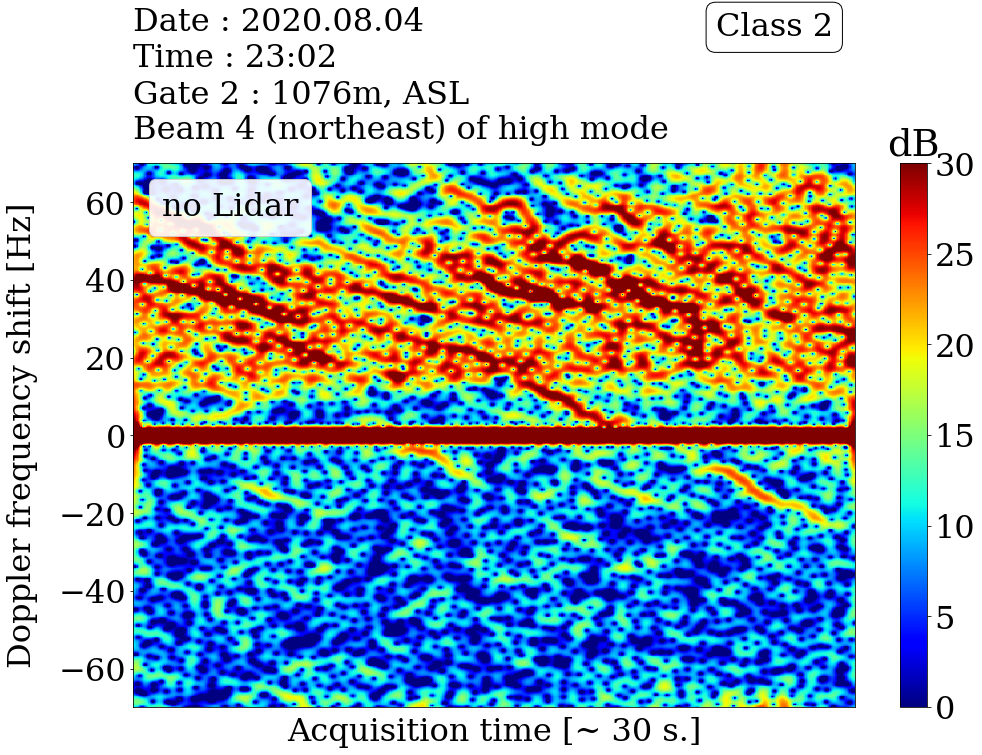 Date : 2020.08.04
Time : 23:02
Gate 2 : 1076m, ASL
Beam 4 (northeast) of high mode
Class 2
dB
no Lidar
Doppler frequency shift [Hz]
60
40
20
0
−20
−40
−60
Acquisition time [~ 30 s.]
30
25
20
15
10
5
0